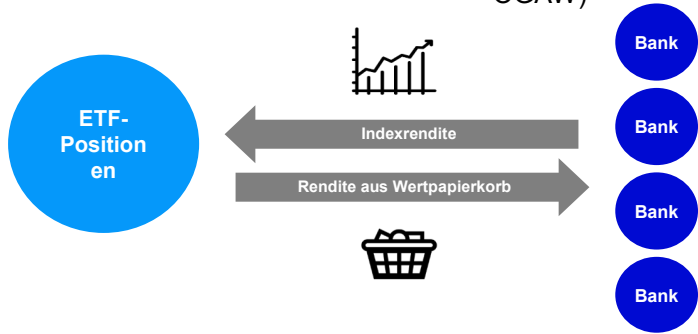 Bank
ETF-
Position
en
Indexrendite
Bank
Rendite aus Wertpapierkorb
Bank
Bank